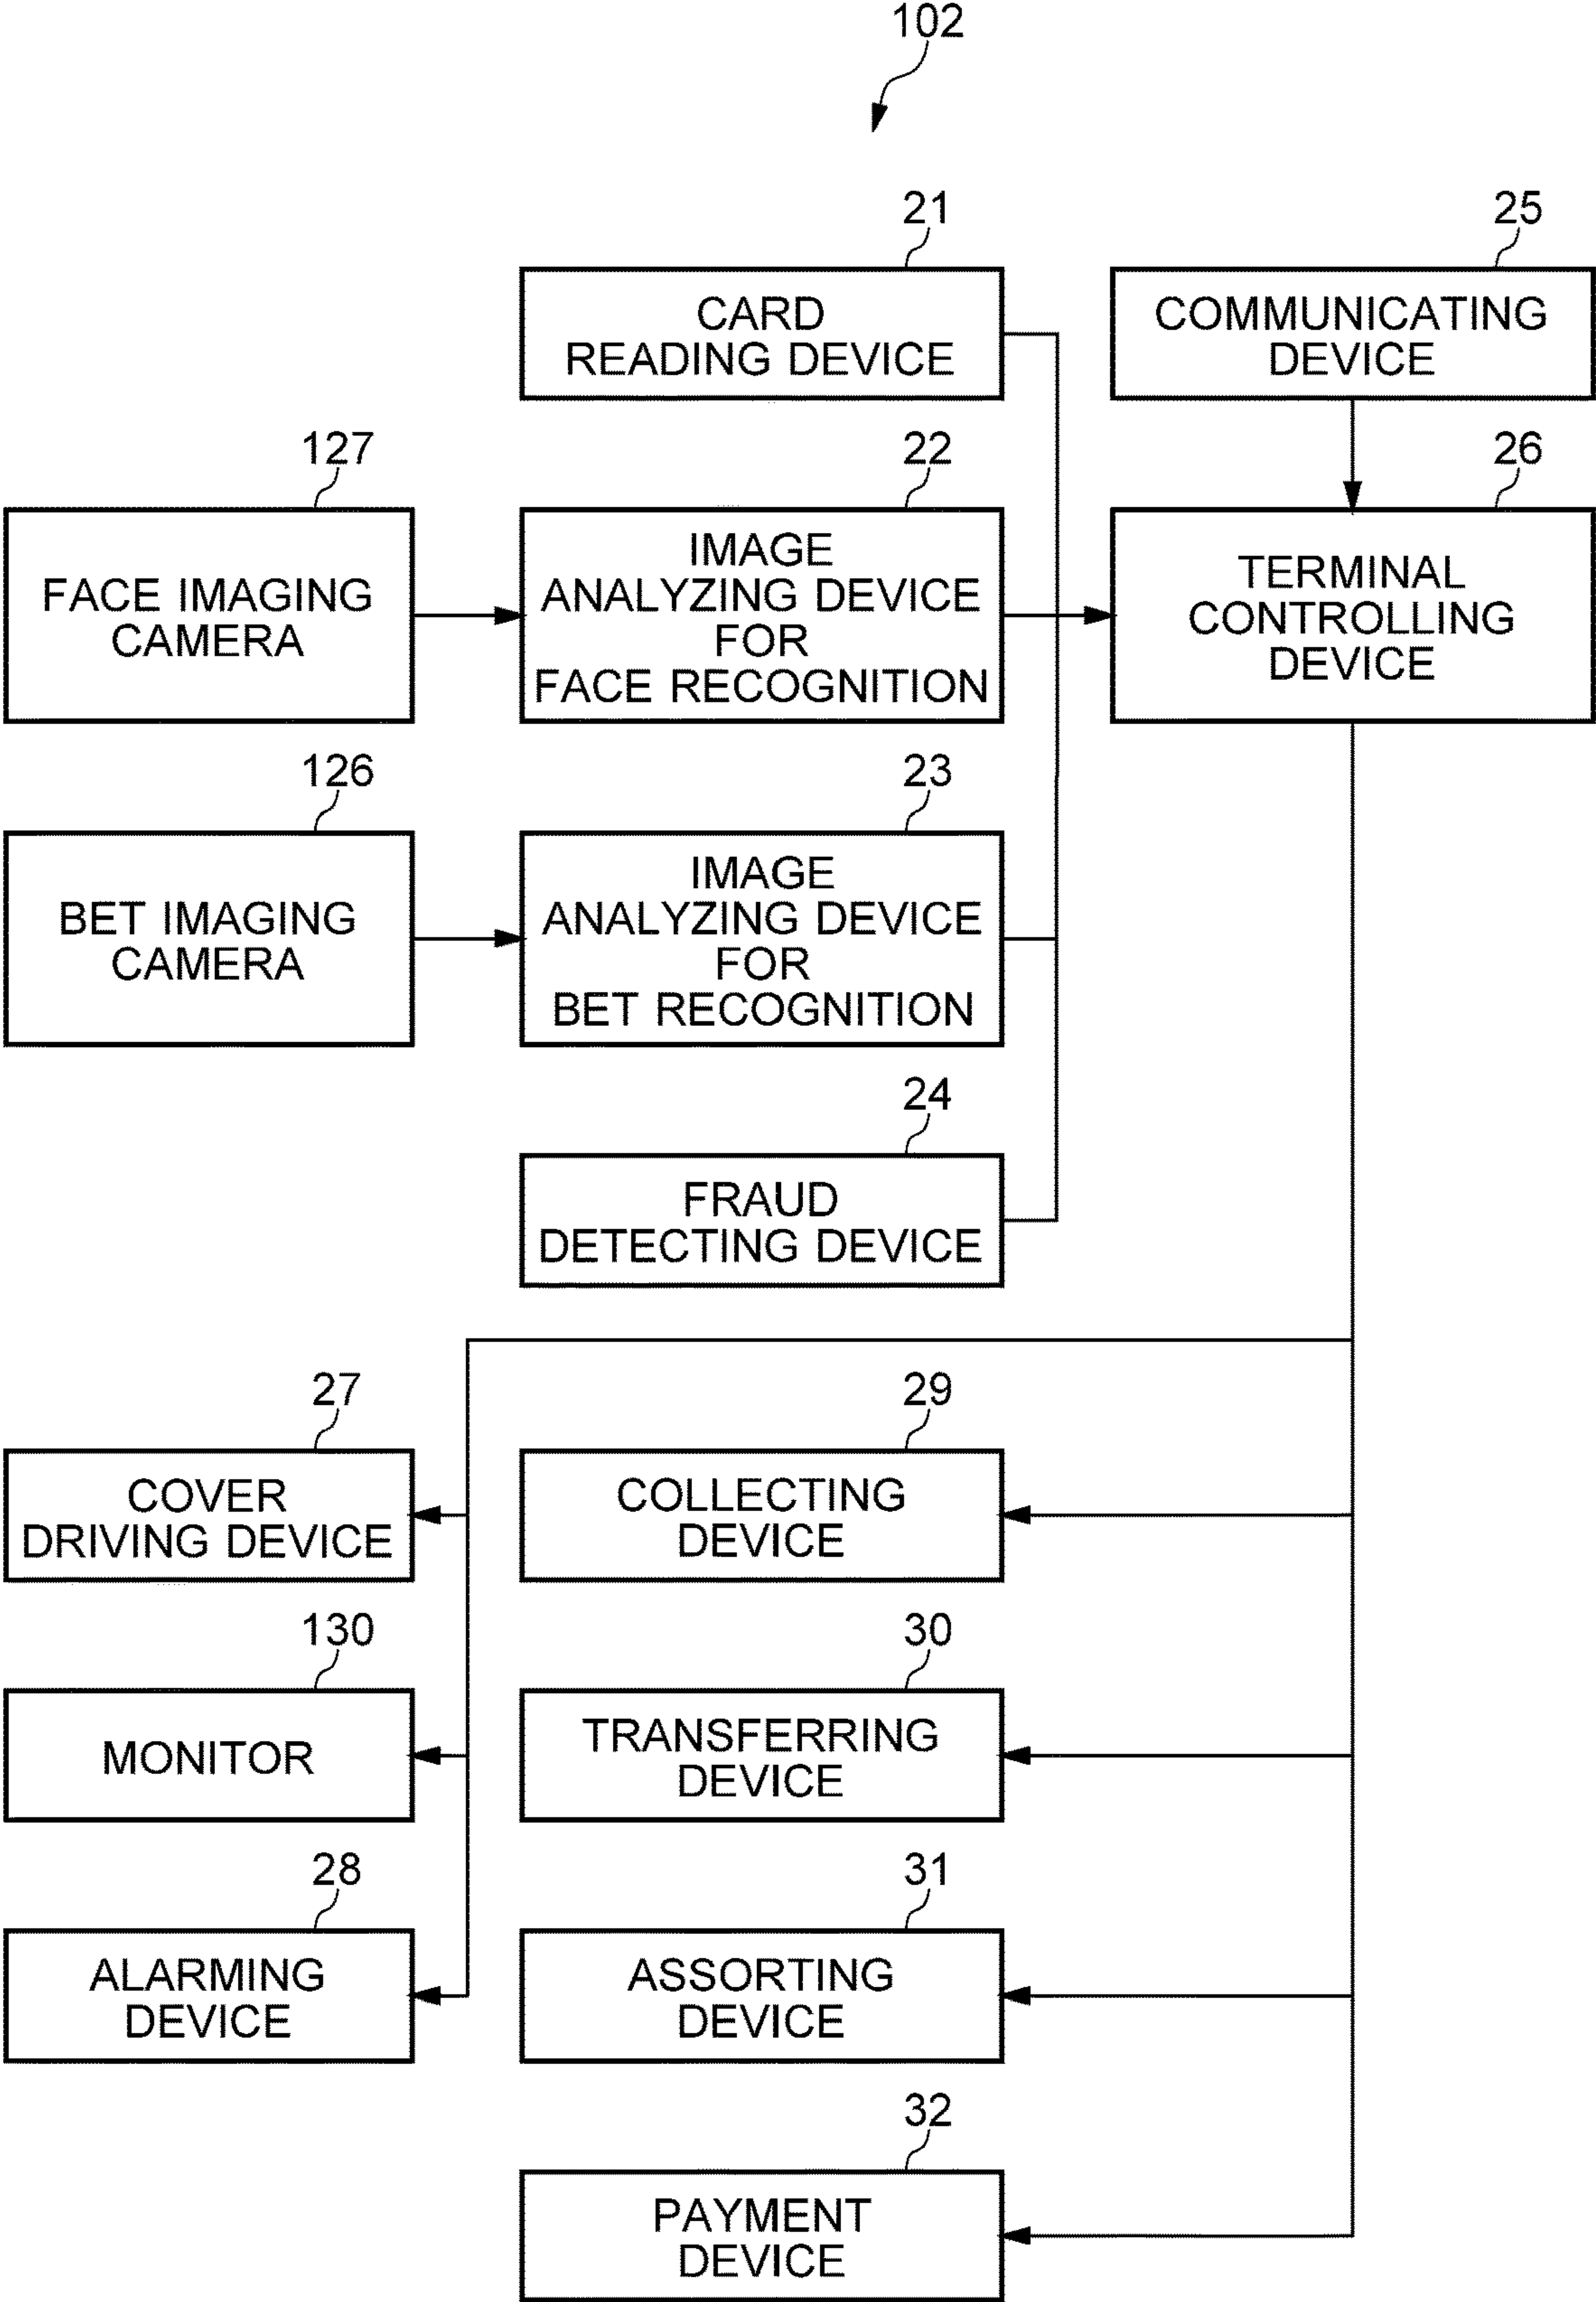 102
21
CARD
READING DEVICE
25
COMMUNICATING
DEVICE
127
FACE IMAGING
CAMERA
22
IMAGE
ANALYZING DEVICE
FOR
FACE RECOGNITION
26
TERMINAL
CONTROLLING
DEVICE
126
BET IMAGING
CAMERA
23
IMAGE
ANALYZING DEVICE
FOR
BET RECOGNITION
24
FRAUD
DETECTING DEVICE
27
COVER
DRIVING DEVICE
29
COLLECTING
DEVICE
130
MONITOR
30
TRANSFERRING
DEVICE
28
ALARMING
DEVICE
31
ASSORTING
DEVICE
32
PAYMENT
DEVICE